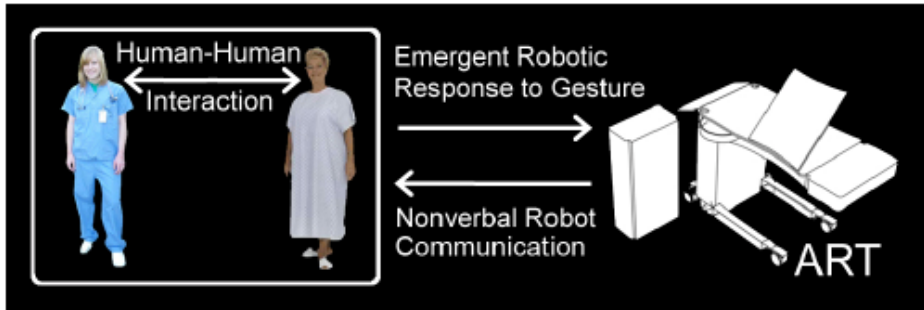 Human-Human
Interaction
Emergent Robotic
Response to Gesture
Nonverbal Robot
Communication
ART